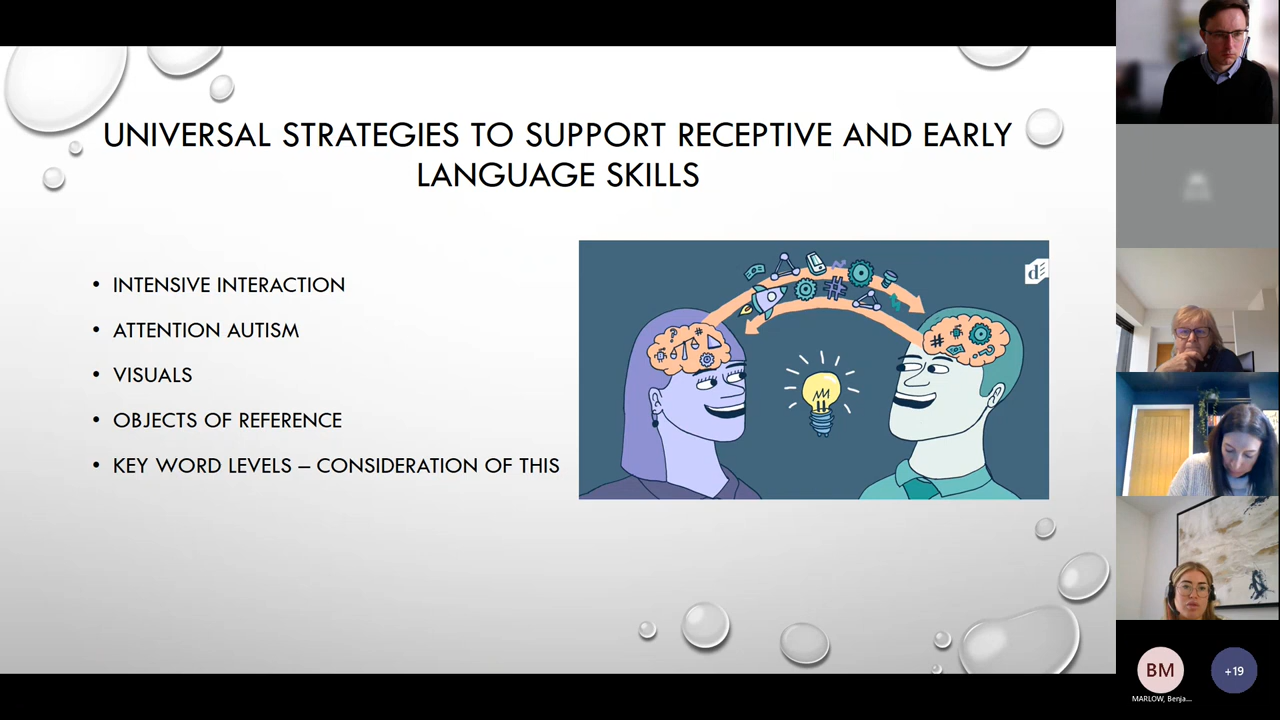 UNIVERSAL STRATEGIES TO SUPPORT RECEPTIVE AND EARLY
LANGUAGE SKILLS
• INTENSIVE INTERACTION
• ATTENTION AUTISM
• VISUALS
• OBJECTS OF REFERENCE
• KEY WORD LEVELS – CONSIDERATION OF THIS
d
BM
+19
MARLOW, Benja...